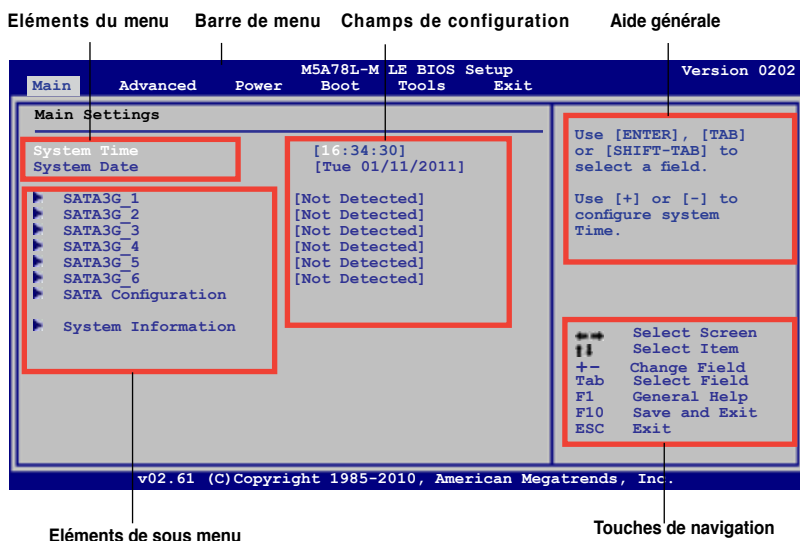 Eléments du menu Barre de menu Champs de configuration Aide générale
M5A78L-M LE BIOS Setup Version 0202
Main Advanced Power Boot Tools Exit
Main Settings
System Time [16:34:30]
System Date [Tue 01/11/2011]
SATA3G_1 [Not Detected]
SATA3G_2 [Not Detected]
SATA3G_3 [Not Detected]
SATA3G_4 [Not Detected]
SATA3G_5 [Not Detected]
SATA3G_6 [Not Detected]
SATA Configuration
System Information
Use [ENTER], [TAB]
or [SHIFT-TAB] to
select a field.
Use [+] or [-] to
configure system
Time.
Select Screen
Select Item
+- Change Field
Tab Select Field
F1 General Help
F10 Save and Exit
ESC Exit
v02.61 (C)Copyright 1985-2010, American Megatrends, Inc.
Eléments de sous menu
Touches de navigation